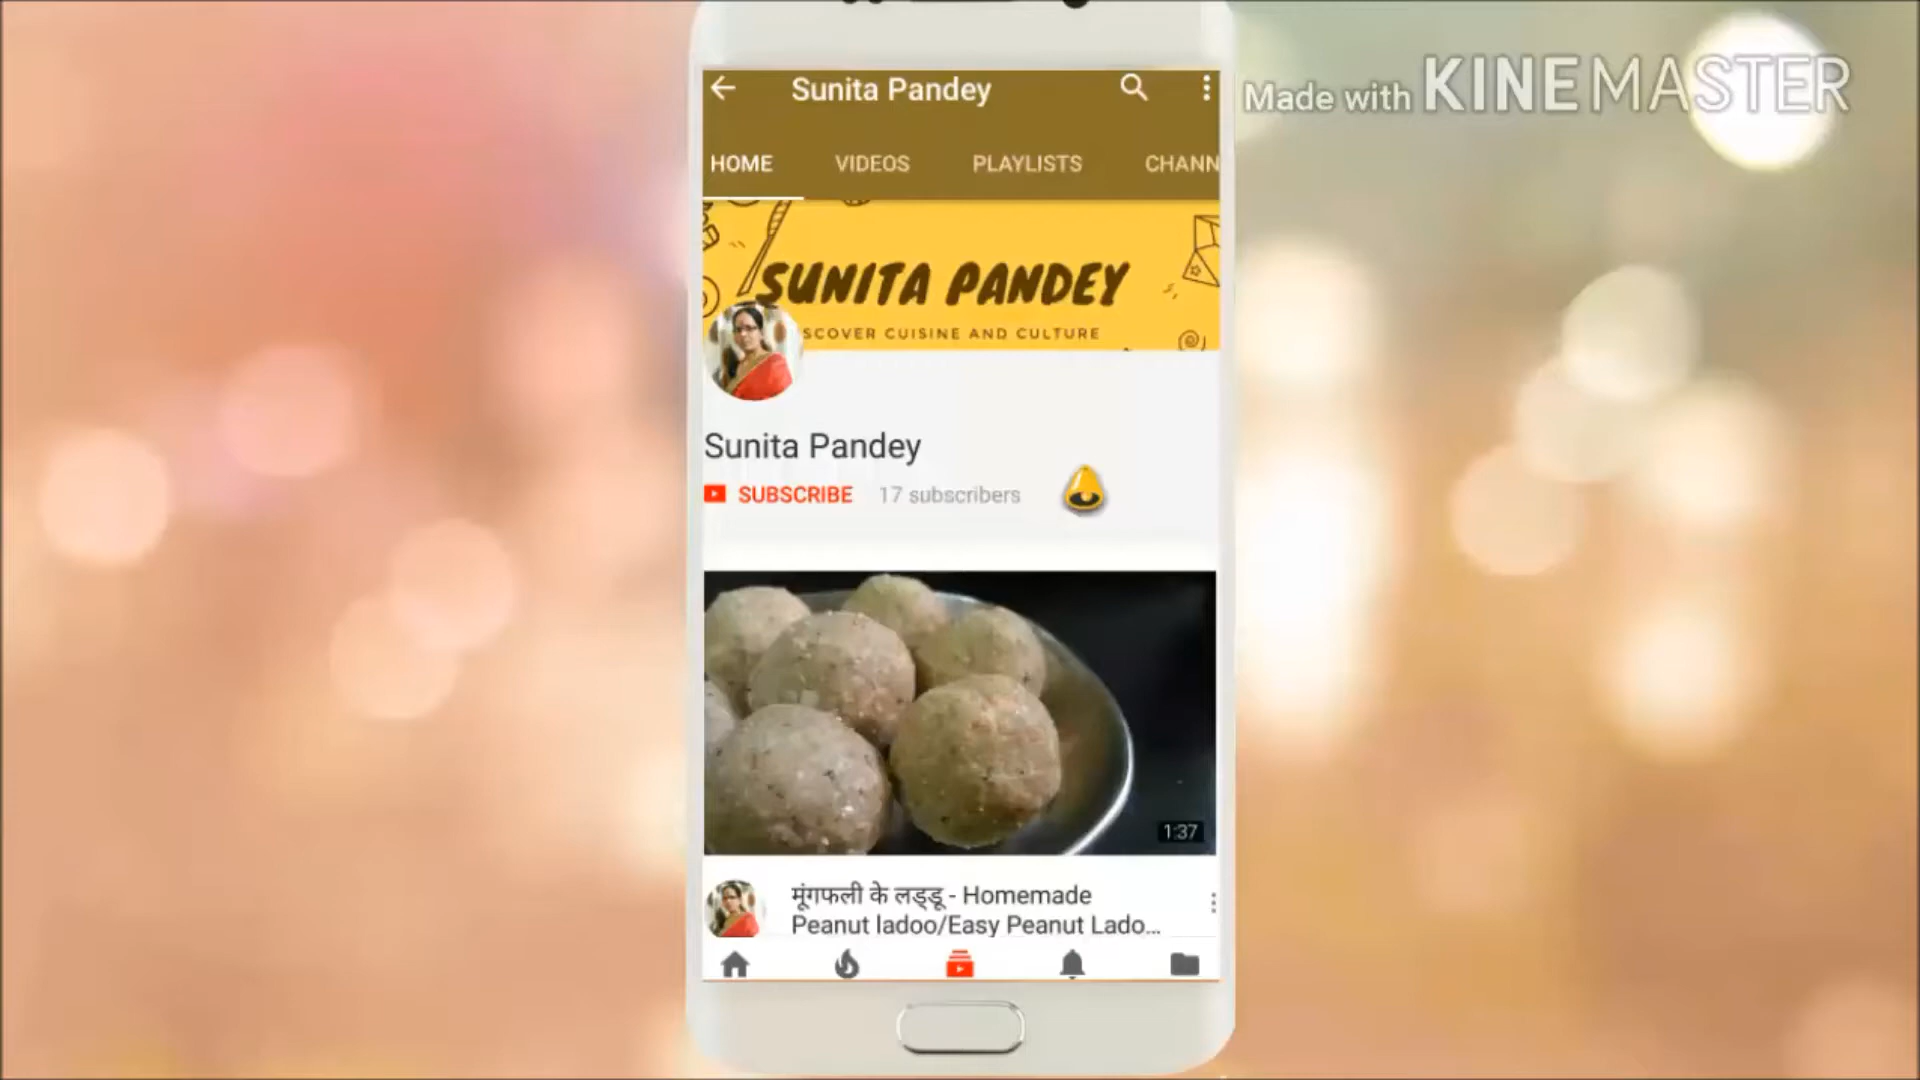 Made with KINEMASTER
Sunita Pandey
HOME VIDEOS PLAYLISTS CHANN
SUNITA PANDEY
SCOVER CUISINE AND CULTURE
Sunita Pandey
SUBSCRIBE 17 subscribers
1:37
मूंगफली के लड्डू - Homemade
Peanut ladoo/Easy Peanut Lado...